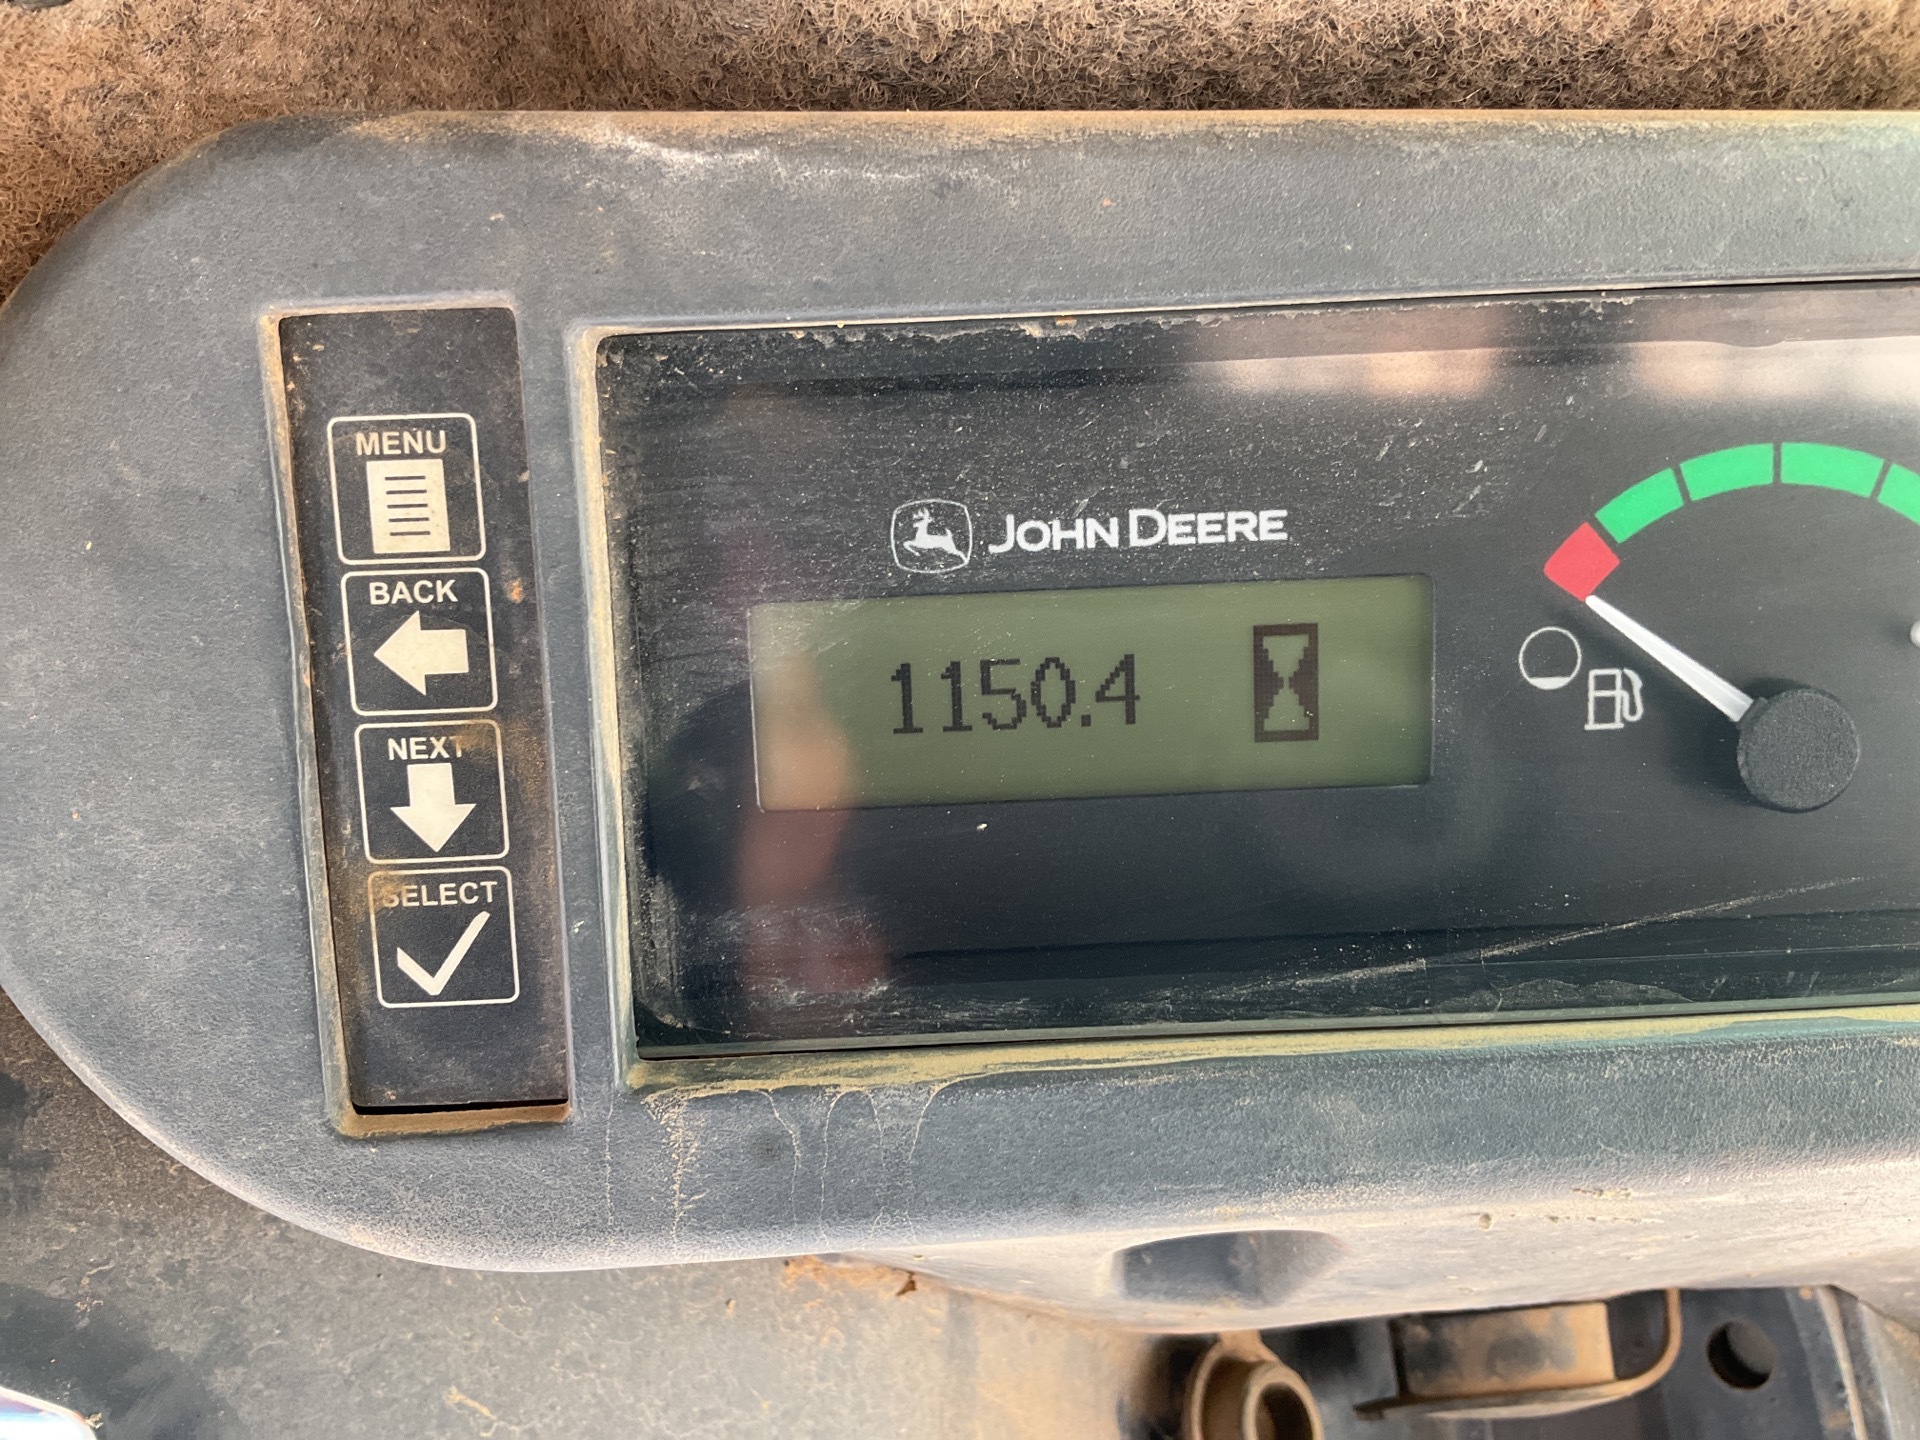 MENU
BACK
NEXT
SELECT
JOHN DEERE
1150.4